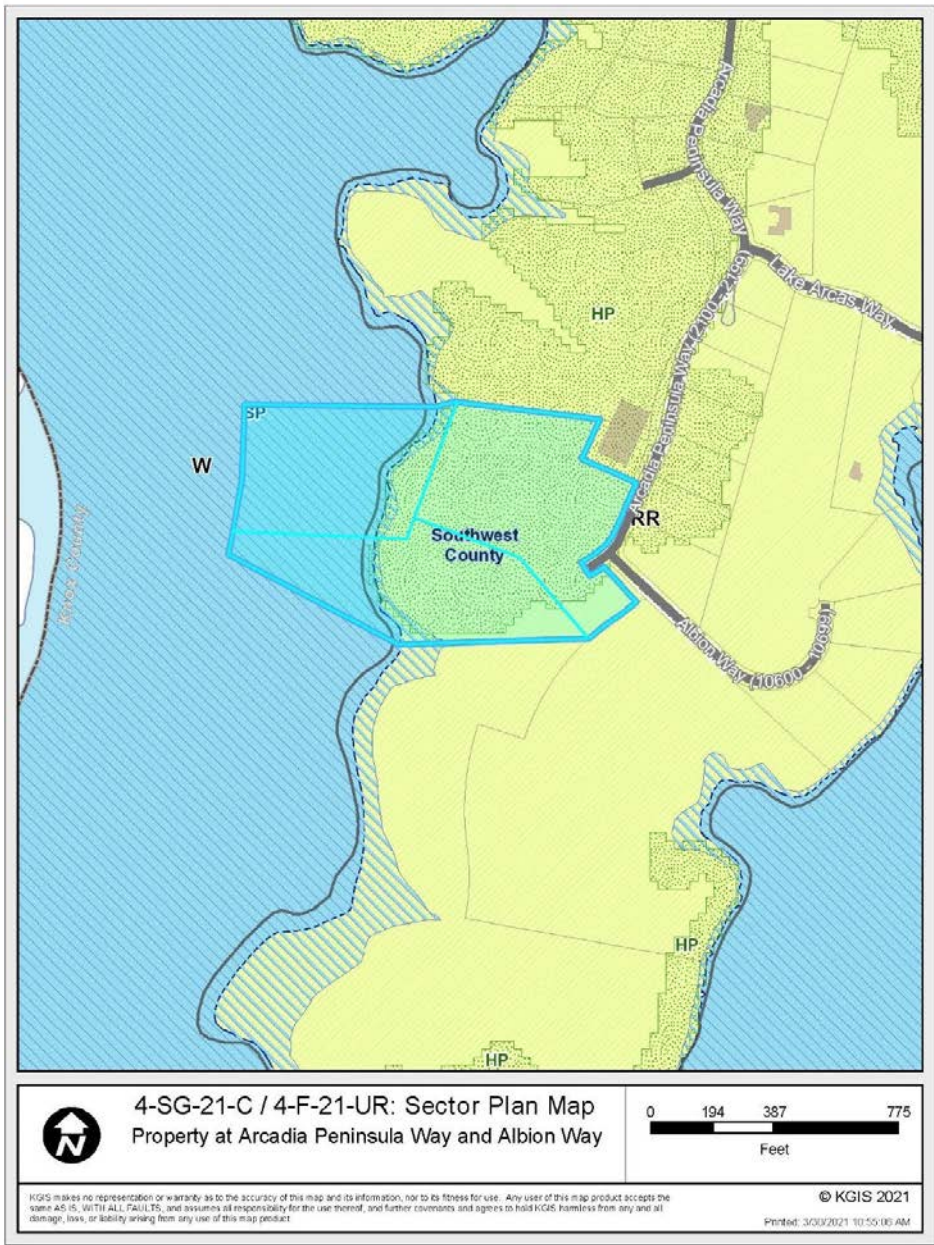 Arcadia Peninsula Way
Lake Arcas Way
Arcadia Peninsula Way (2100 - 2199)
HP
SP
W
Knox County
RR
Southwest
County
Albion Way (10600 - 10699)
HP
HP
N
4-SG-21-C / 4-F-21-UR: Sector Plan Map
Property at Arcadia Peninsula Way and Albion Way
0 194 387 775
Feet
KGIS makes no representation or warranty as to the accuracy of this map and its information, nor to its fitness for use. Any user of this map product accepts the
same AS IS, WITH ALL FAULTS, and assumes all responsibility for the use thereof, and further covenants and agrees to hold KGIS harmless from any and all
damage, loss, or liability arising from any use of this map product.
© KGIS 2021
Printed: 3/30/2021 10:55:06 AM